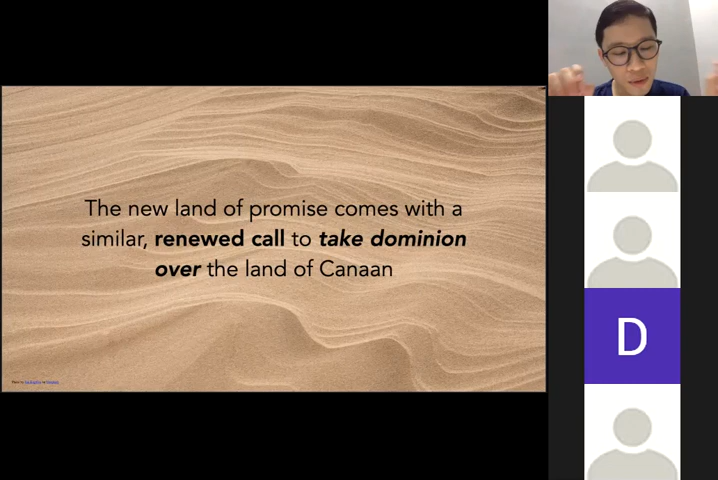 The new land of promise comes with a
similar, renewed call to take dominion
over the land of Canaan
D